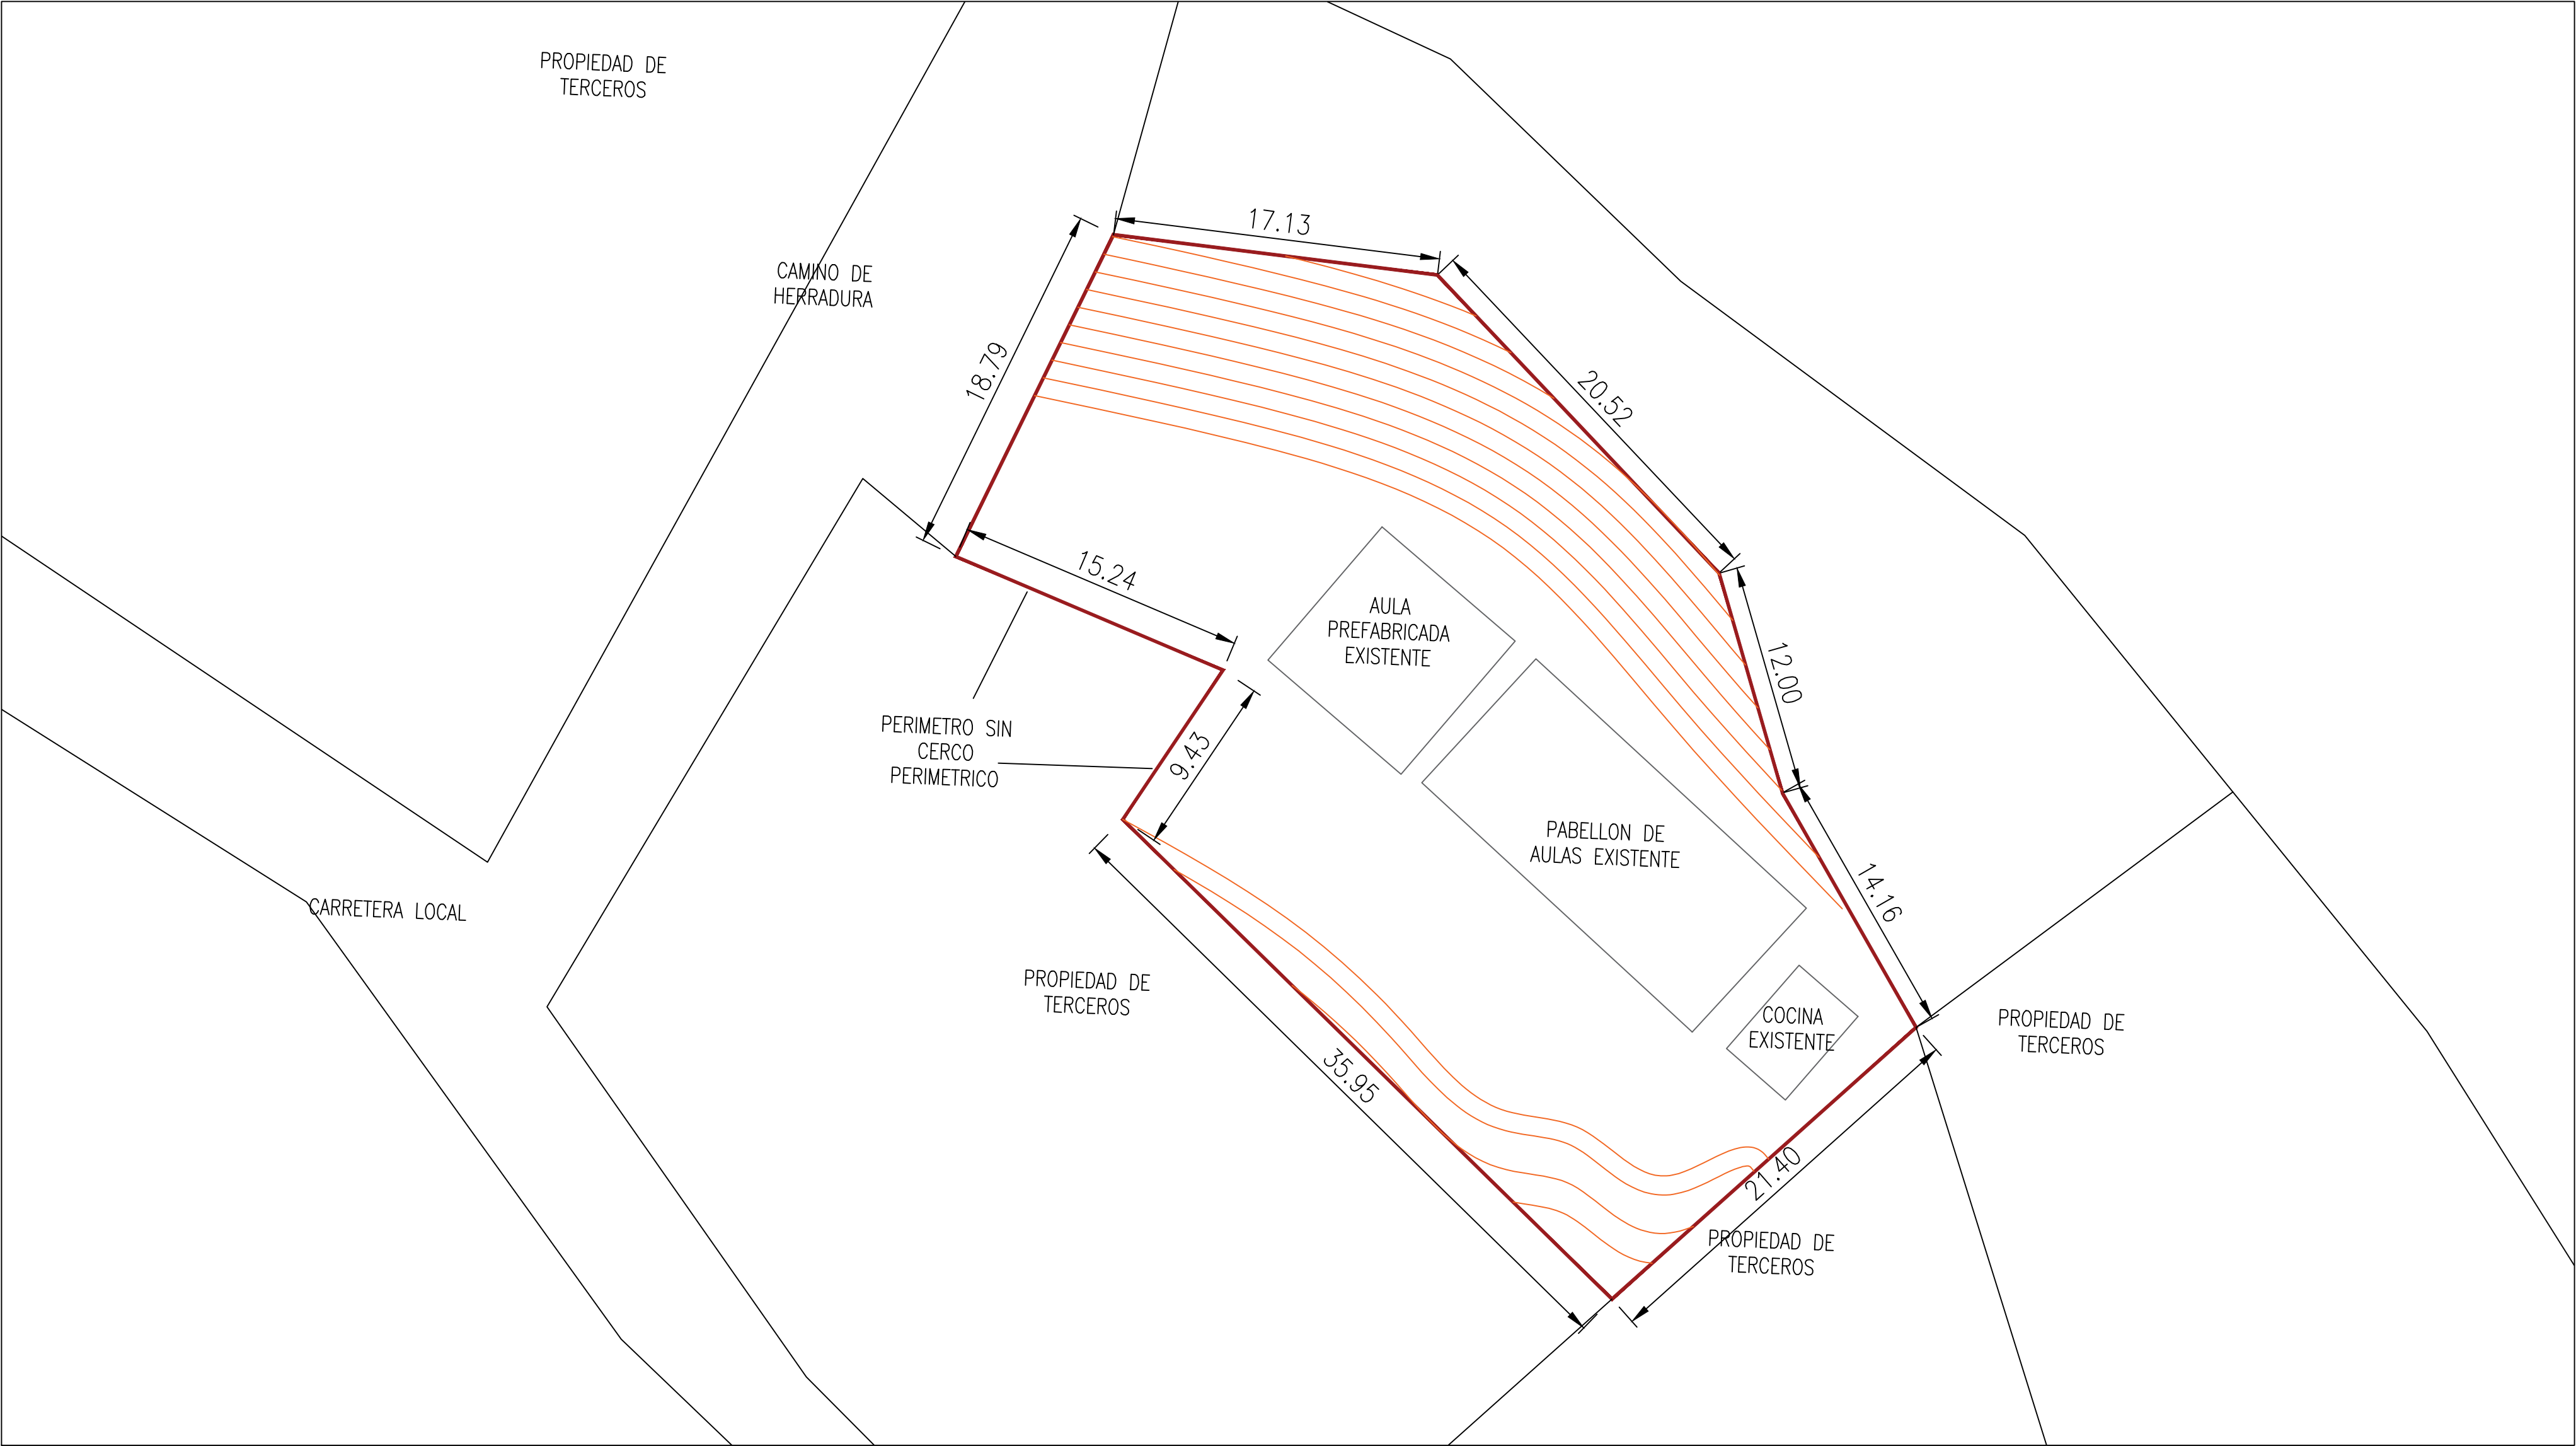 PROPIEDAD DE
TERCEROS
17.13
CAMINO DE
HERRADURA
18.79
20.52
15.24
AULA
PREFABRICADA
EXISTENTE
12.00
PERIMETRO SIN
CERCO
PERIMETRICO
9.43
PABELLON DE
AULAS EXISTENTE
14.16
CARRETERA LOCAL
PROPIEDAD DE
TERCEROS
COCINA
EXISTENTE
PROPIEDAD DE
TERCEROS
35.95
21.40
PROPIEDAD DE
TERCEROS